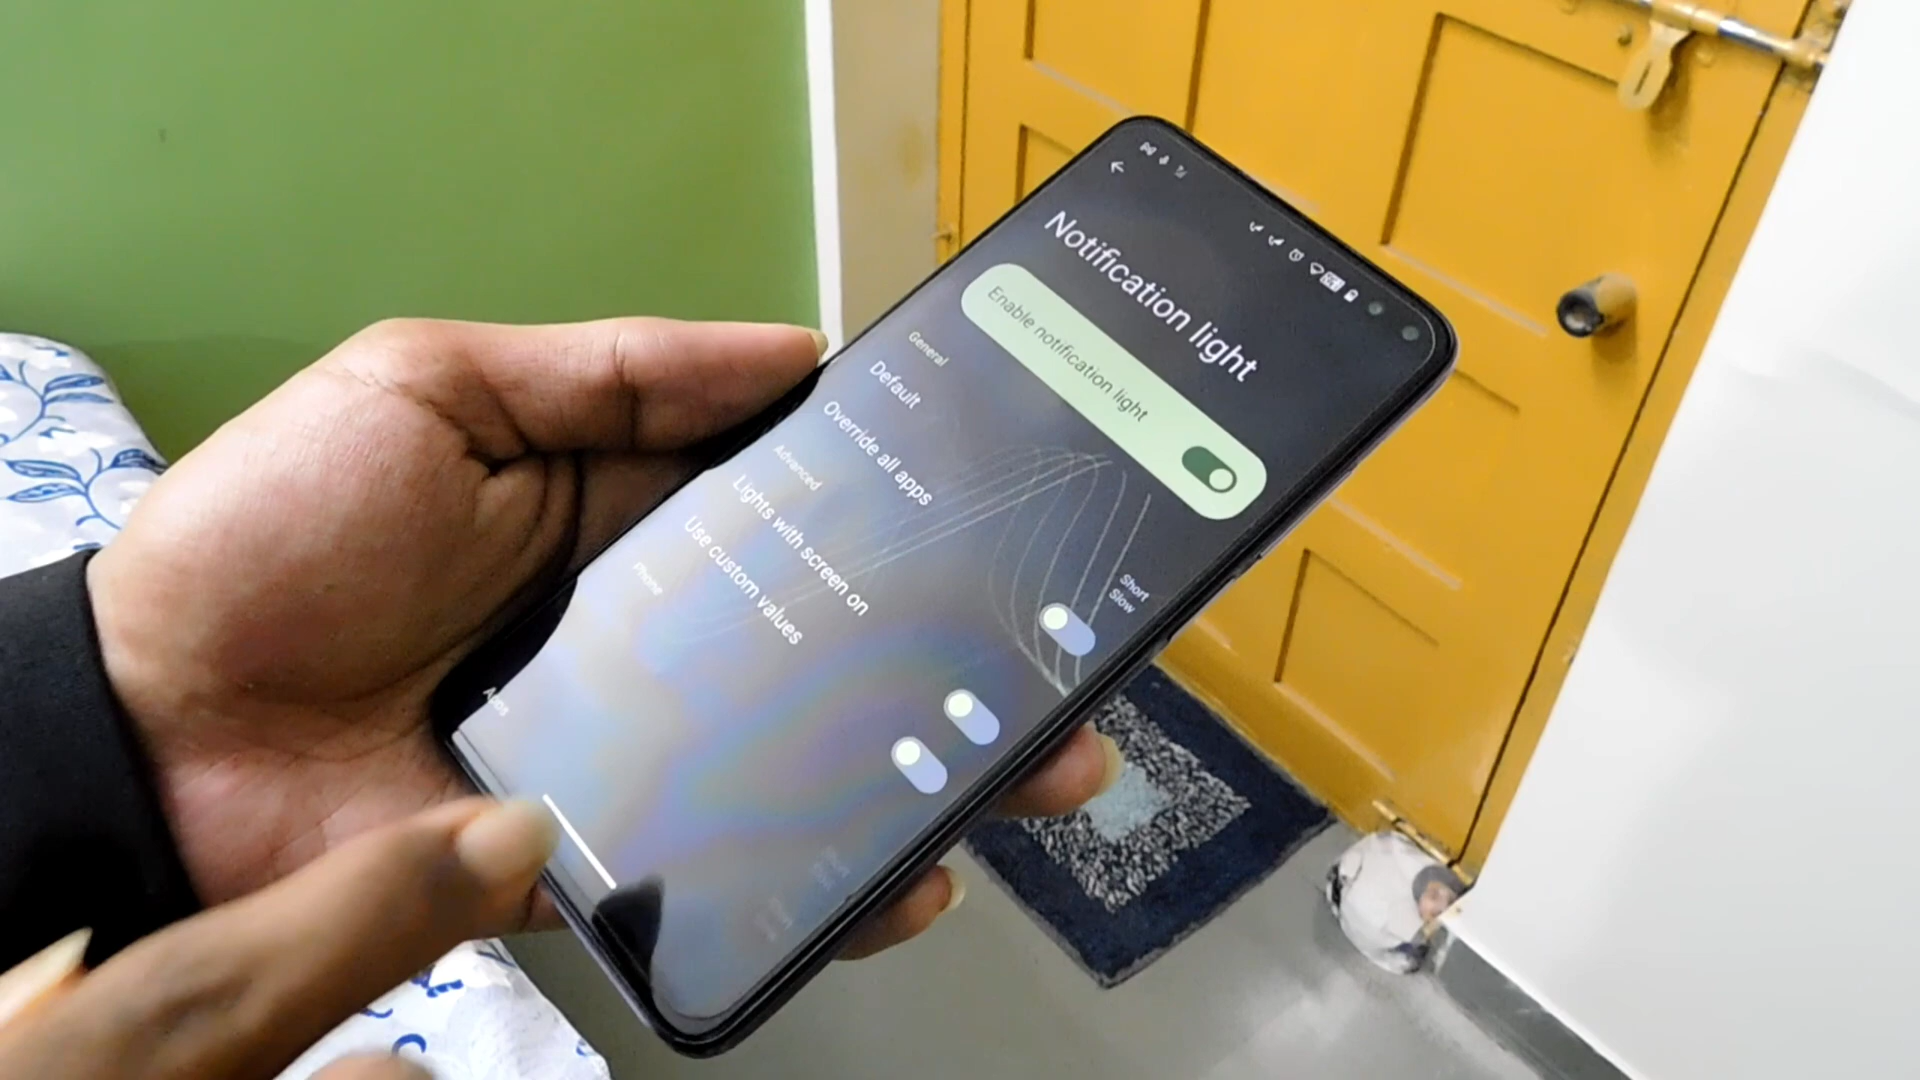 Notification light
Enable notification light
General
Default
Short
Slow
Override all apps
Advanced
Lights with screen on
Use custom values
Phone
Apps